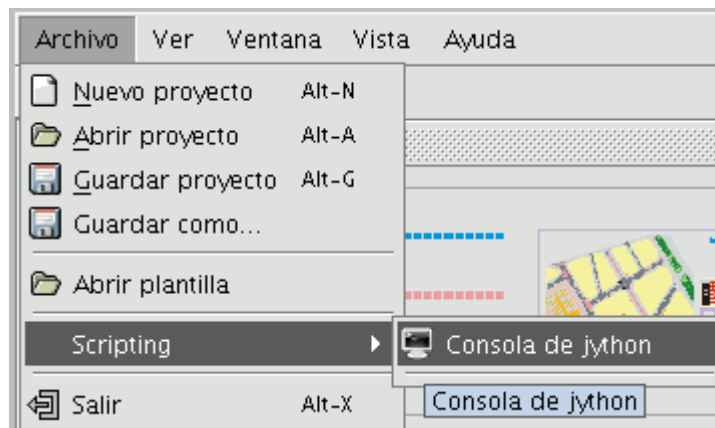 Archivo Ver Ventana Vista Ayuda
Nuevo proyecto Alt-N
Abrir proyecto Alt-A
Guardar proyecto Alt-G
Guardar como...
Abrir plantilla
Scripting Consola de jython
Salir Alt-X Consola de jython